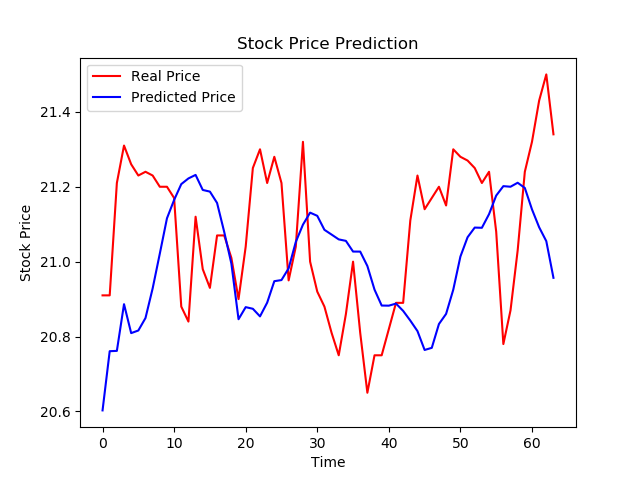 Stock Price Prediction
Real Price
Predicted Price
Stock Price
21.4
21.2
21.0
20.8
20.6
0 10 20 30 40 50 60
Time